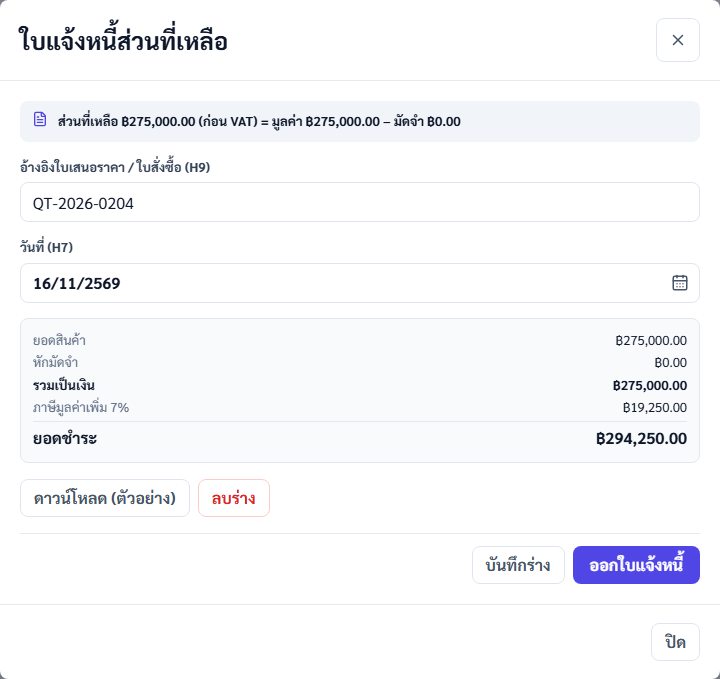 ใบแจ้งหนี้ส่วนที่เหลือ
ส่วนที่เหลือ ฿275,000.00 (ก่อน VAT) = มูลค่า ฿275,000.00 – มัดจำ ฿0.00
อ้างอิงใบเสนอราคา / ใบสั่งซื้อ (H9)
QT-2026-0204
วันที่ (H7)
16/11/2569
ยอดสินค้า ฿275,000.00
หักมัดจำ ฿0.00
รวมเป็นเงิน ฿275,000.00
ภาษีมูลค่าเพิ่ม 7% ฿19,250.00
ยอดชำระ ฿294,250.00
ดาวน์โหลด (ตัวอย่าง) ลบร่าง
บันทึกร่าง ออกใบแจ้งหนี้
ปิด